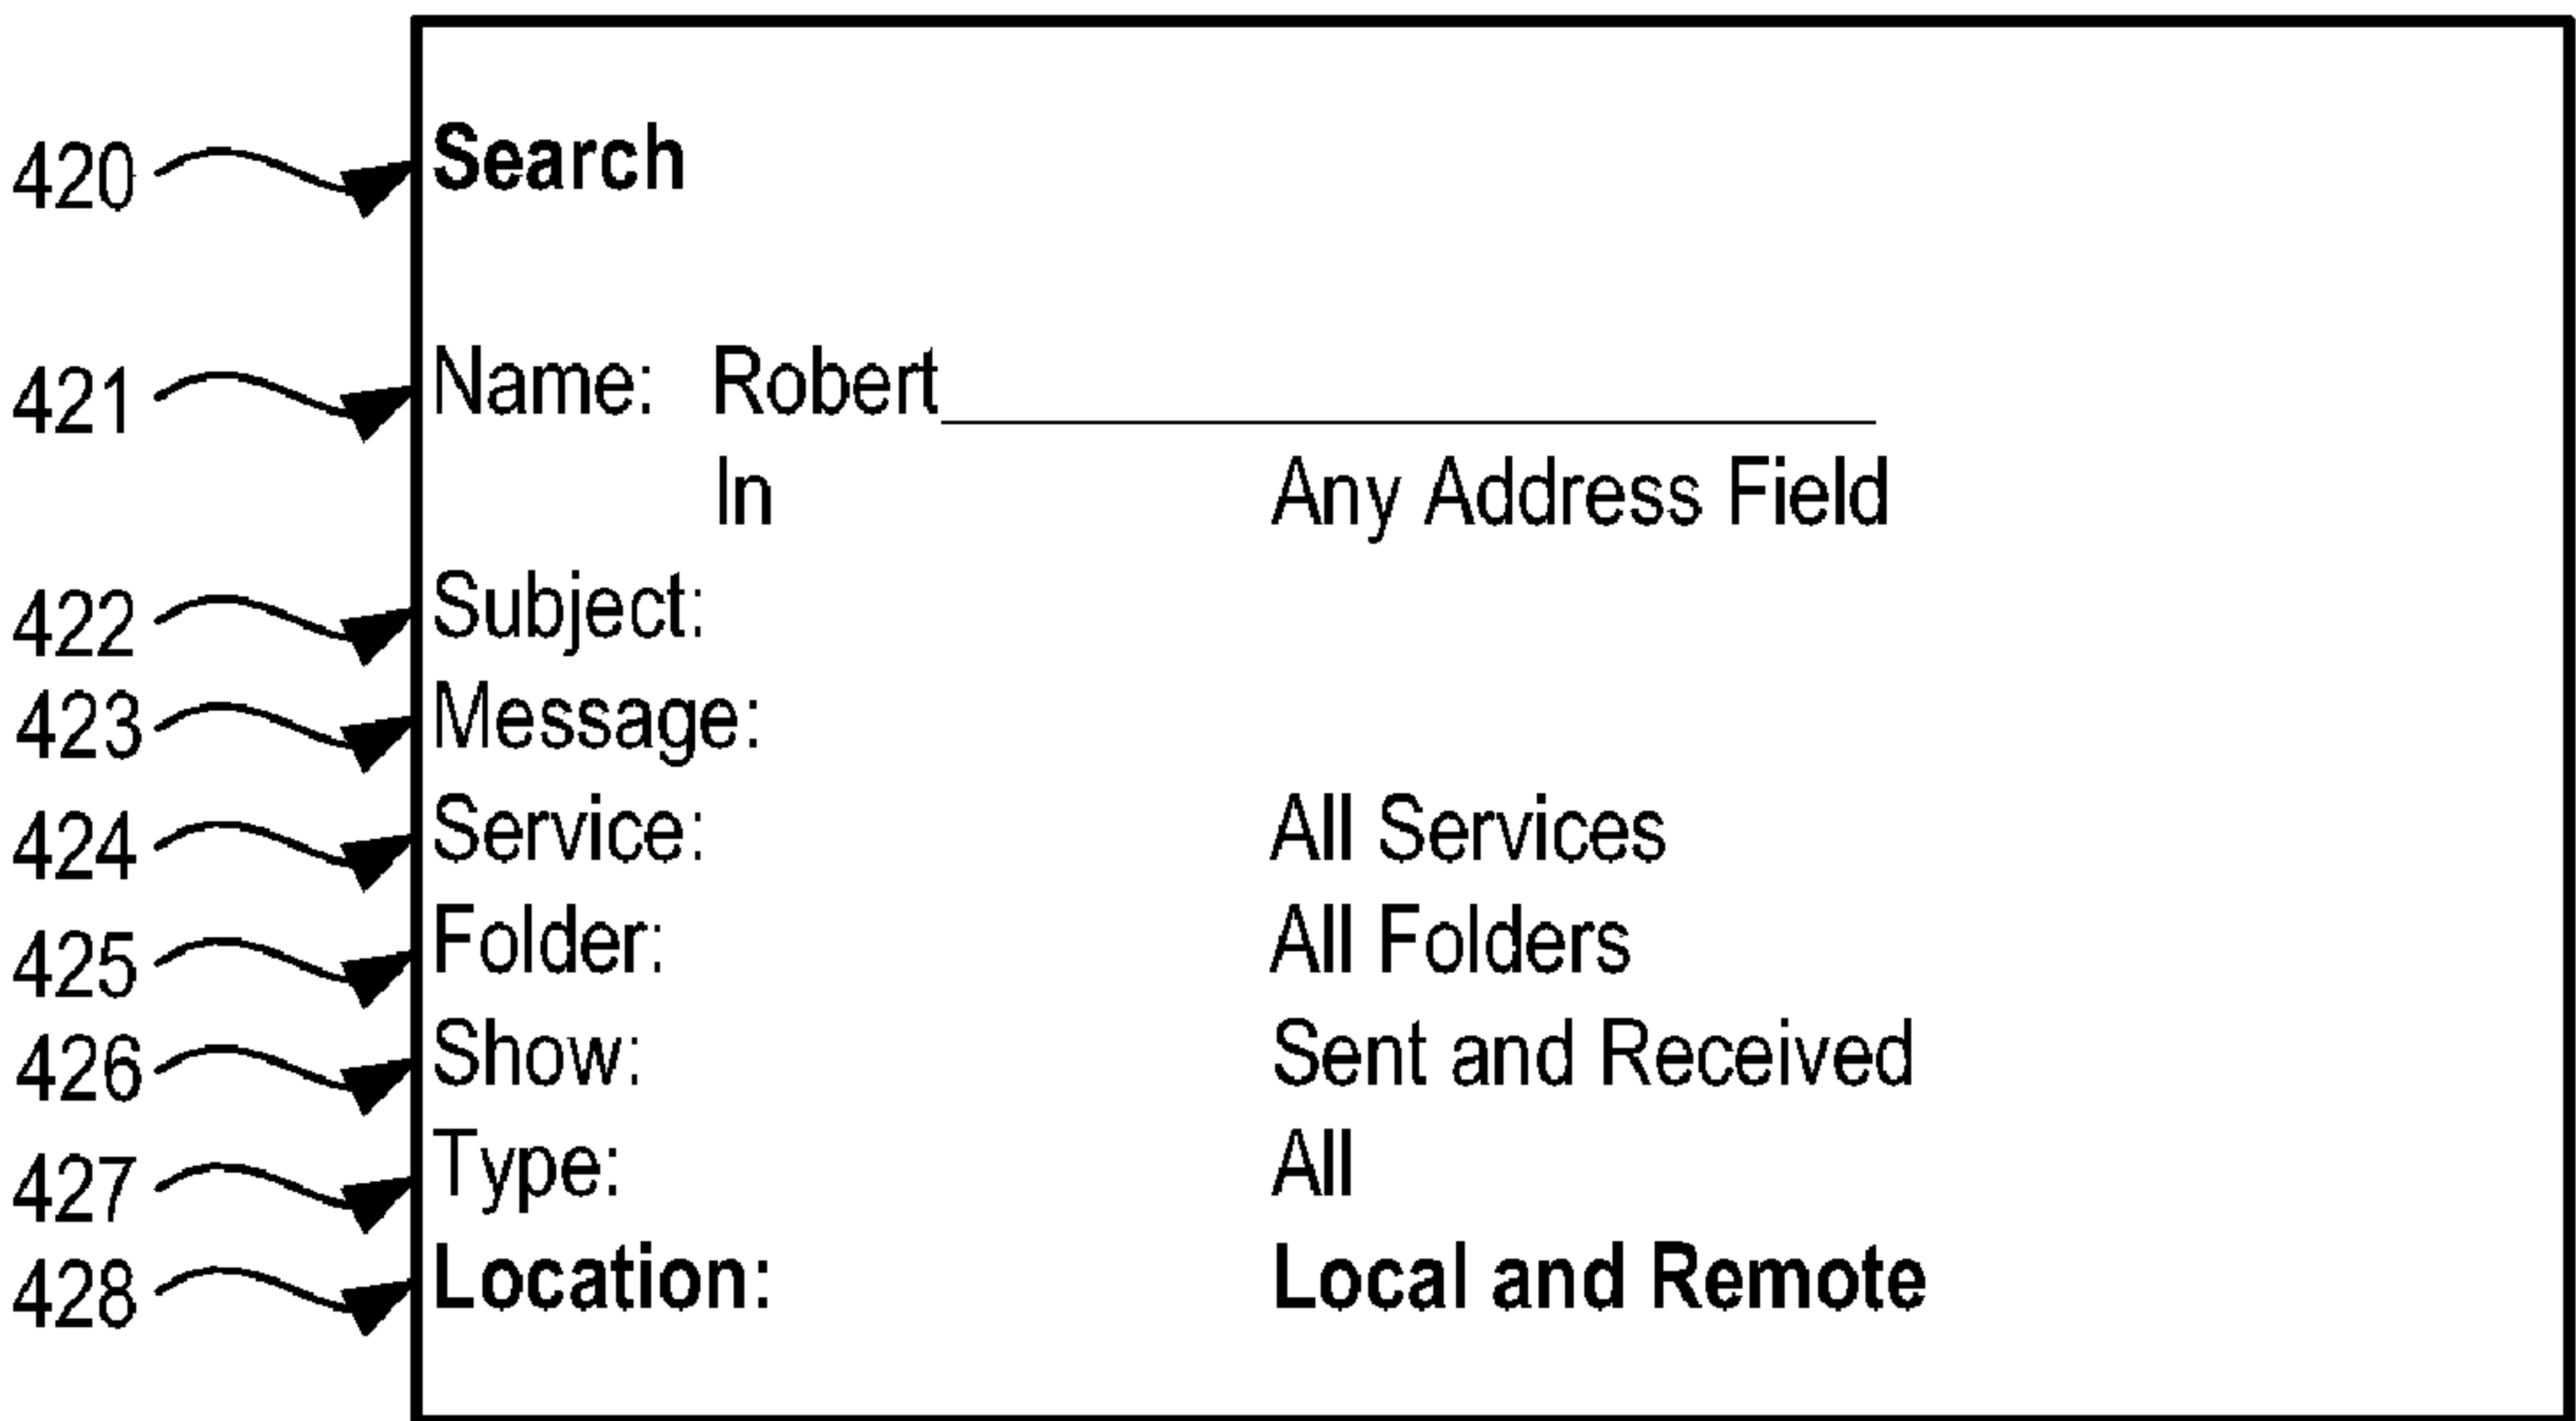 420 Search
421 Name: Robert
In Any Address Field
422 Subject:
423 Message:
424 Service: All Services
425 Folder: All Folders
426 Show: Sent and Received
427 Type: All
428 Location: Local and Remote